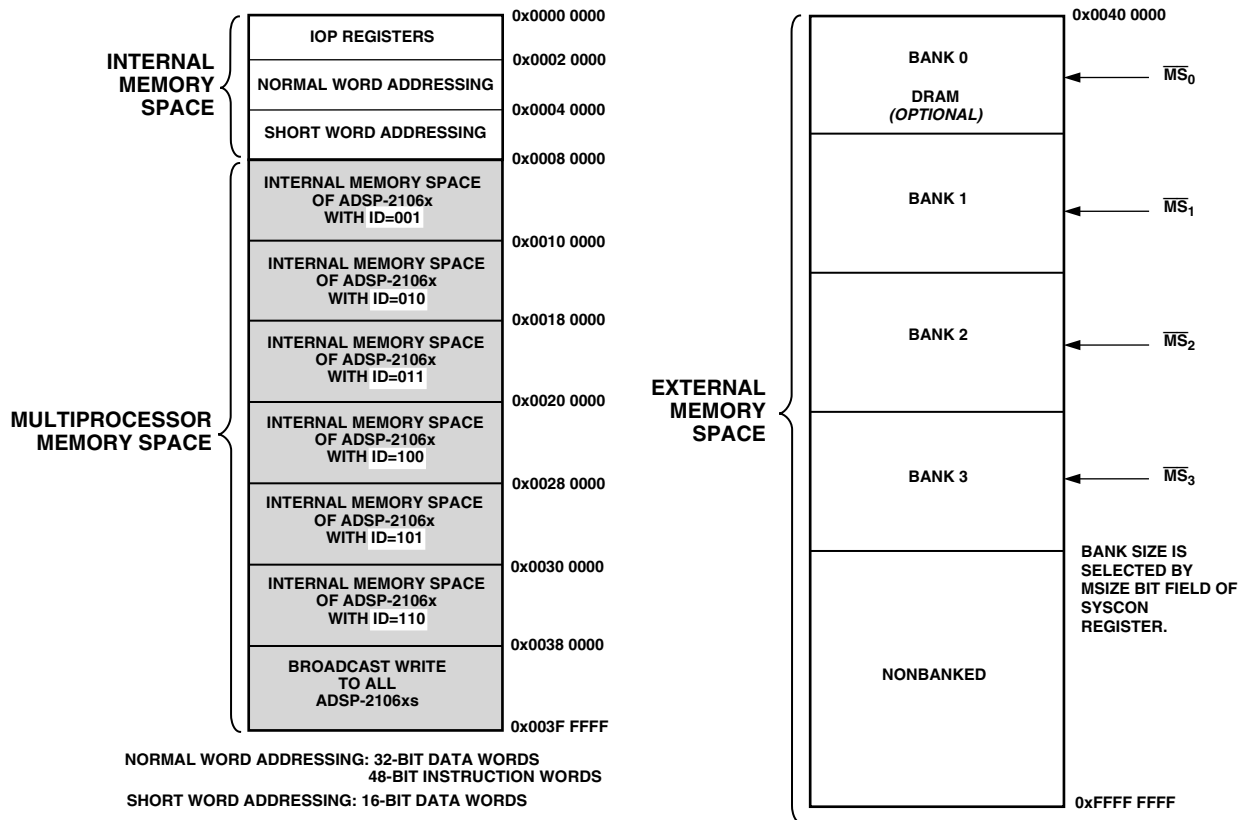 INTERNAL
MEMORY
SPACE
0x0000 0000
IOP REGISTERS
0x0002 0000
NORMAL WORD ADDRESSING
0x0004 0000
SHORT WORD ADDRESSING
0x0008 0000
MULTIPROCESSOR
MEMORY SPACE
INTERNAL MEMORY SPACE
OF ADSP-2106x
WITH ID=001
0x0010 0000
INTERNAL MEMORY SPACE
OF ADSP-2106x
WITH ID=010
0x0018 0000
INTERNAL MEMORY SPACE
OF ADSP-2106x
WITH ID=011
0x0020 0000
INTERNAL MEMORY SPACE
OF ADSP-2106x
WITH ID=100
0x0028 0000
INTERNAL MEMORY SPACE
OF ADSP-2106x
WITH ID=101
0x0030 0000
INTERNAL MEMORY SPACE
OF ADSP-2106x
WITH ID=110
0x0038 0000
BROADCAST WRITE
TO ALL
ADSP-2106xs
0x003F FFFF
NORMAL WORD ADDRESSING: 32-BIT DATA WORDS
48-BIT INSTRUCTION WORDS
SHORT WORD ADDRESSING: 16-BIT DATA WORDS
EXTERNAL
MEMORY
SPACE
0x0040 0000
BANK 0
DRAM
(OPTIONAL)
M̅S̅₀
BANK 1
M̅S̅₁
BANK 2
M̅S̅₂
BANK 3
M̅S̅₃
BANK SIZE IS
SELECTED BY
MSIZE BIT FIELD OF
SYSCON
REGISTER.
NONBANKED
0xFFFF FFFF